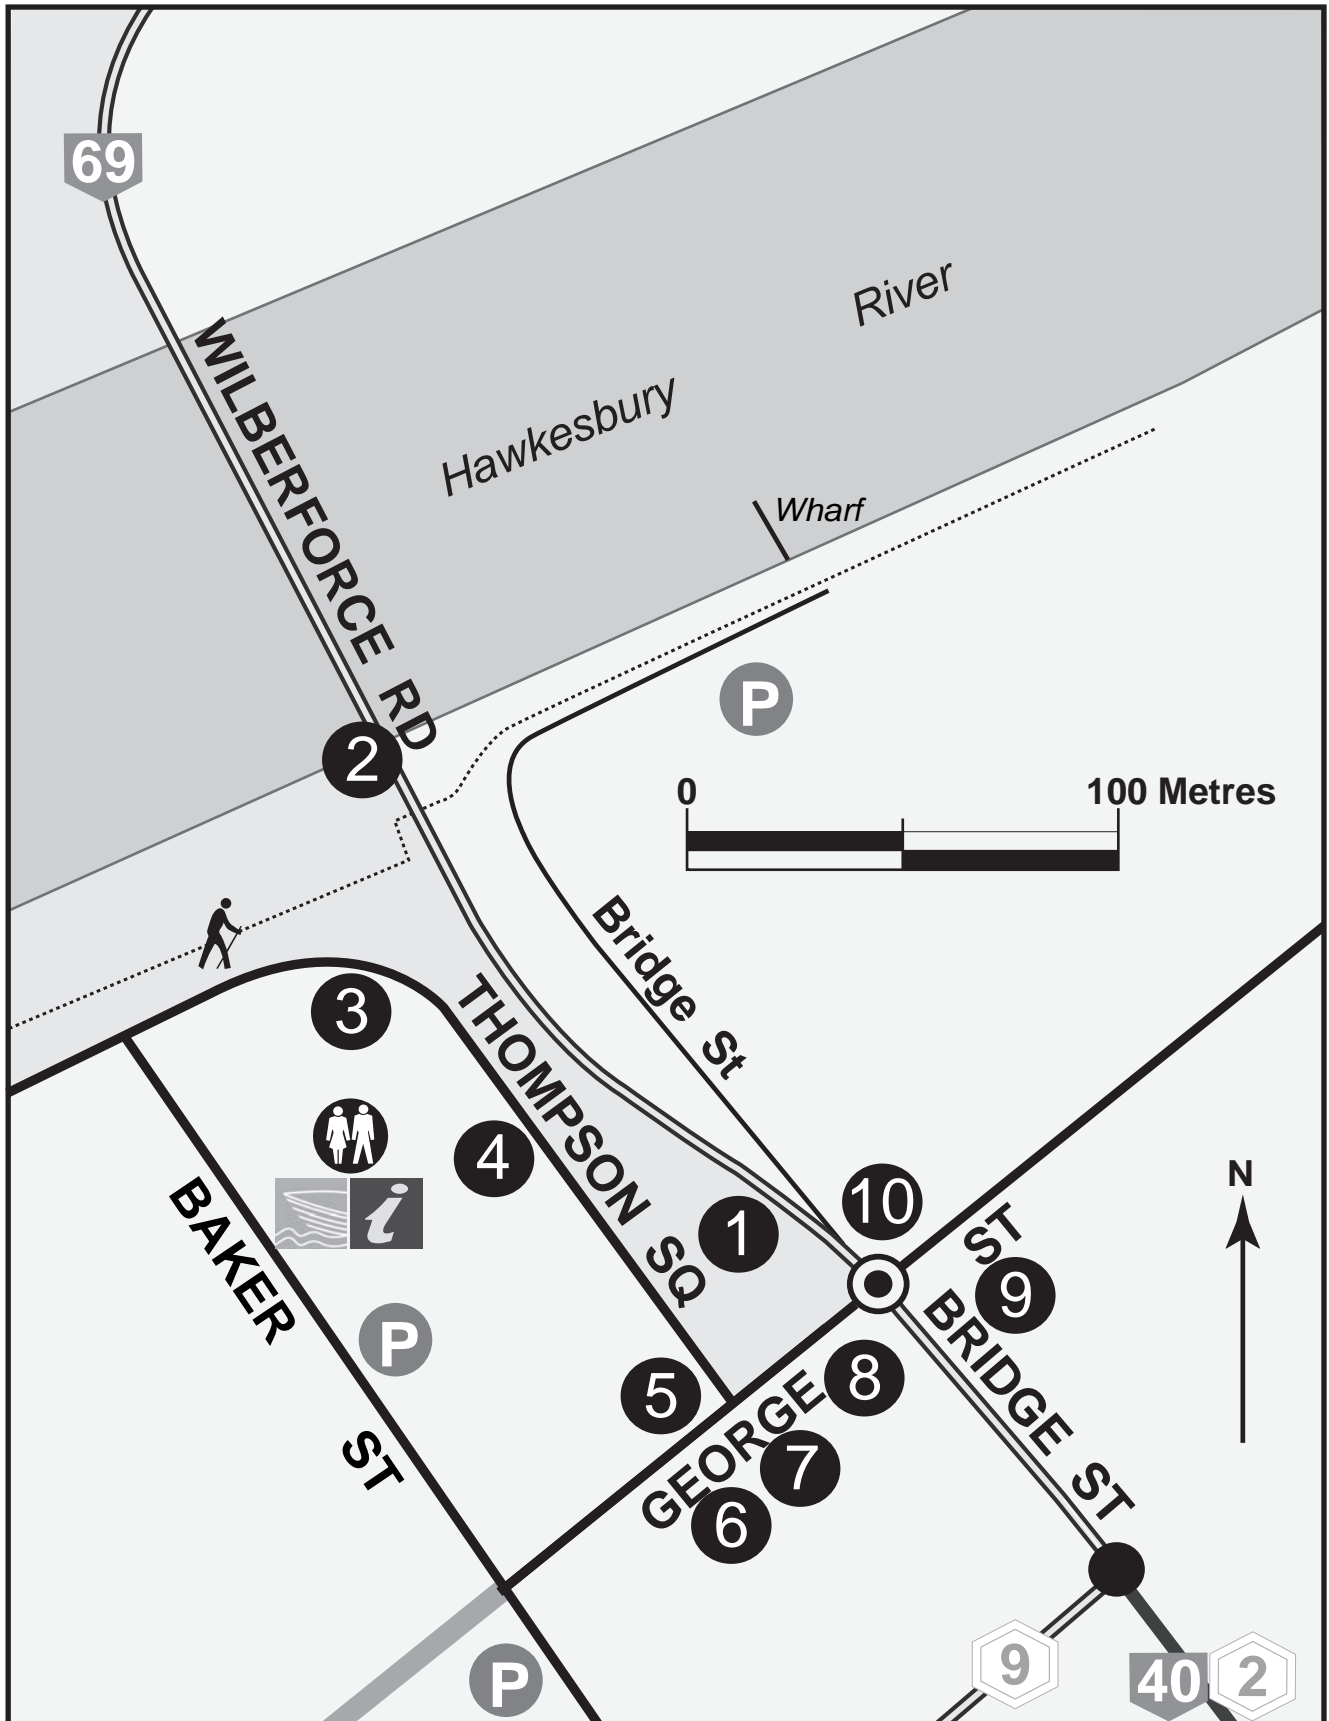 69
River
Hawkesbury
WILBERFORCE RD
Wharf
P
2
0 100 Metres
Bridge St
3
THOMPSON SQ
4
BAKER ST
i
1
10
N
ST
9
P
BRIDGE ST
5
8
GEORGE
7
6
P
9
40
2